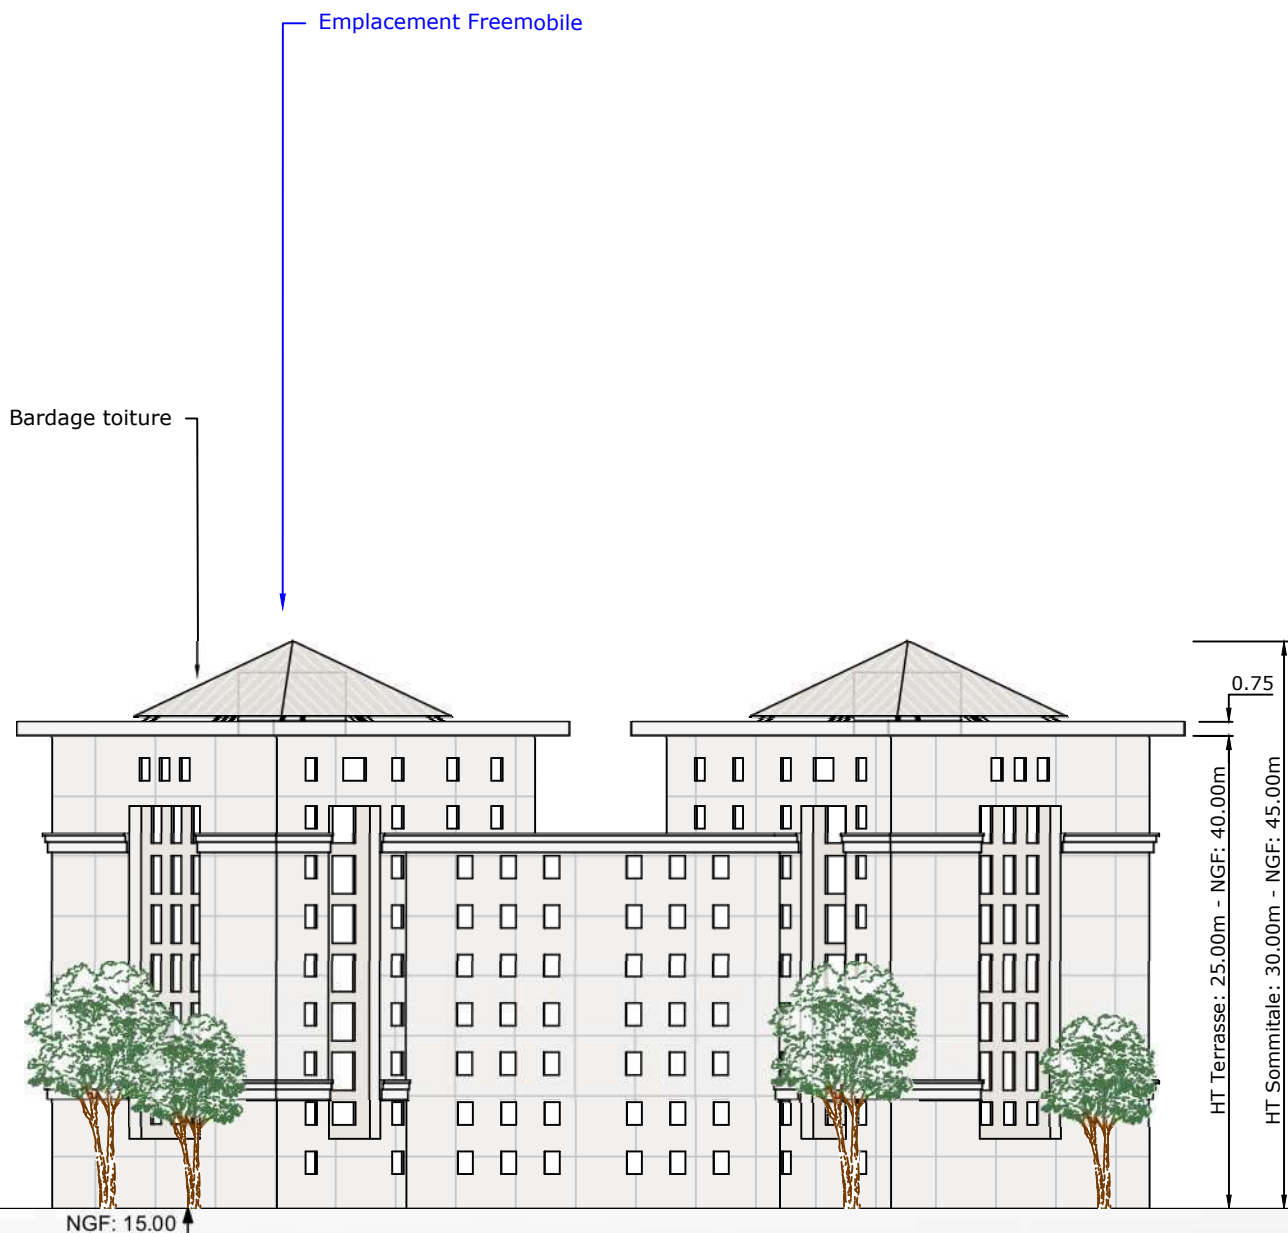 Emplacement Freemobile
Bardage toiture
0.75
HT Terrasse: 25.00m - NGF: 40.00m
HT Sommitale: 30.00m - NGF: 45.00m
NGF: 15.00